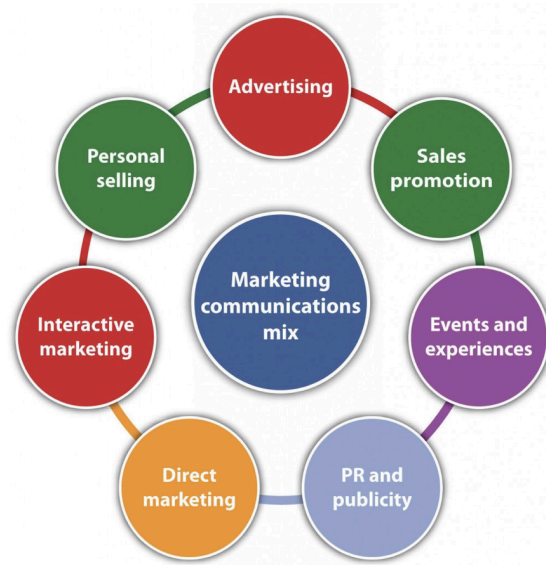 Advertising
Sales
promotion
Events and
experiences
PR and
publicity
Direct
marketing
Interactive
marketing
Personal
selling
Marketing
communications
mix